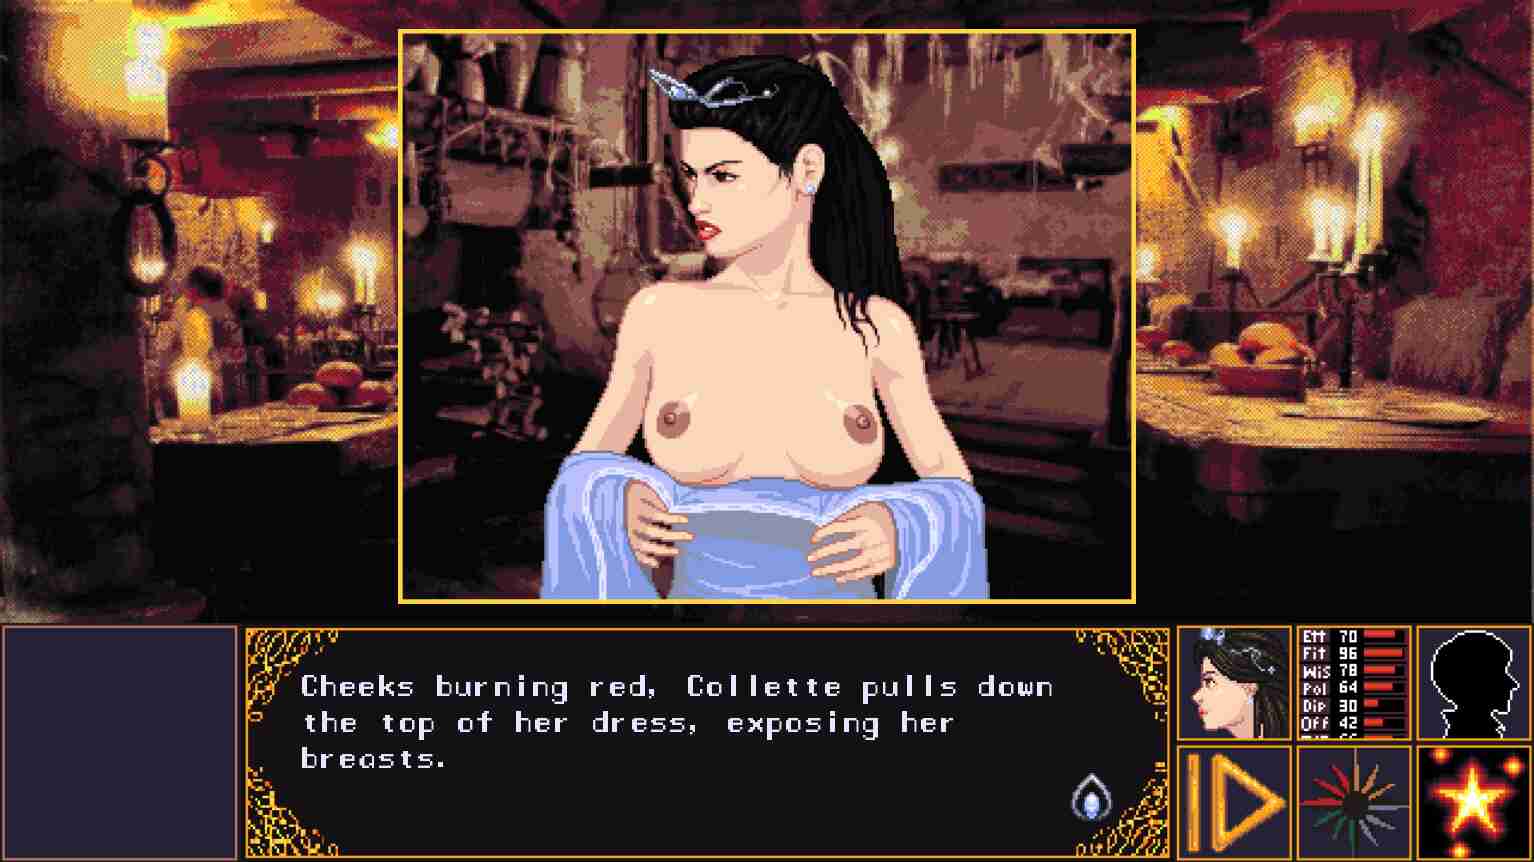 Cheeks burning red, Collette pulls down
the top of her dress, exposing her
breasts.
Ett 70
Fit 96
Wis 78
Pol 64
Dip 30
Off 42